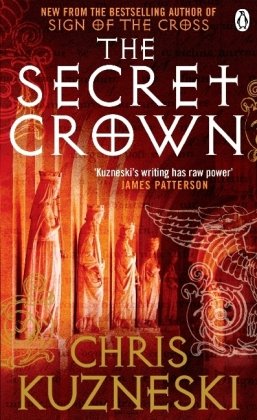 NEW FROM THE BESTSELLING AUTHOR OF
SIGN OF THE CROSS
THE
SECRET
CROWN
'Kuzneski's writing has raw power'
JAMES PATTERSON
CHRIS
KUZNESKI